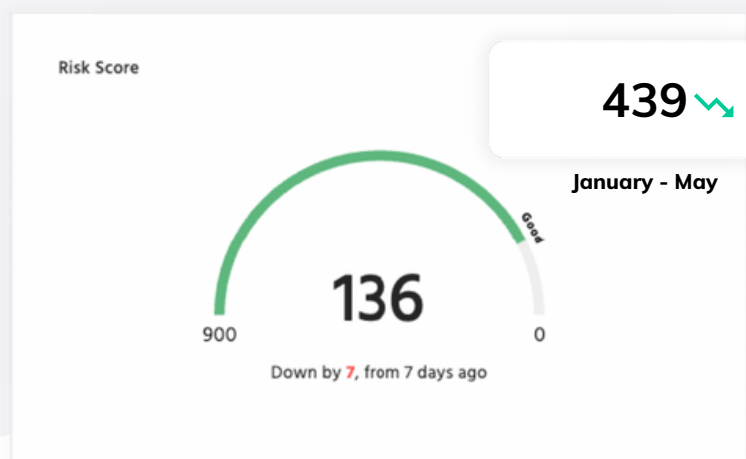 Risk Score
439
January - May
Good
136
900
0
Down by 7, from 7 days ago